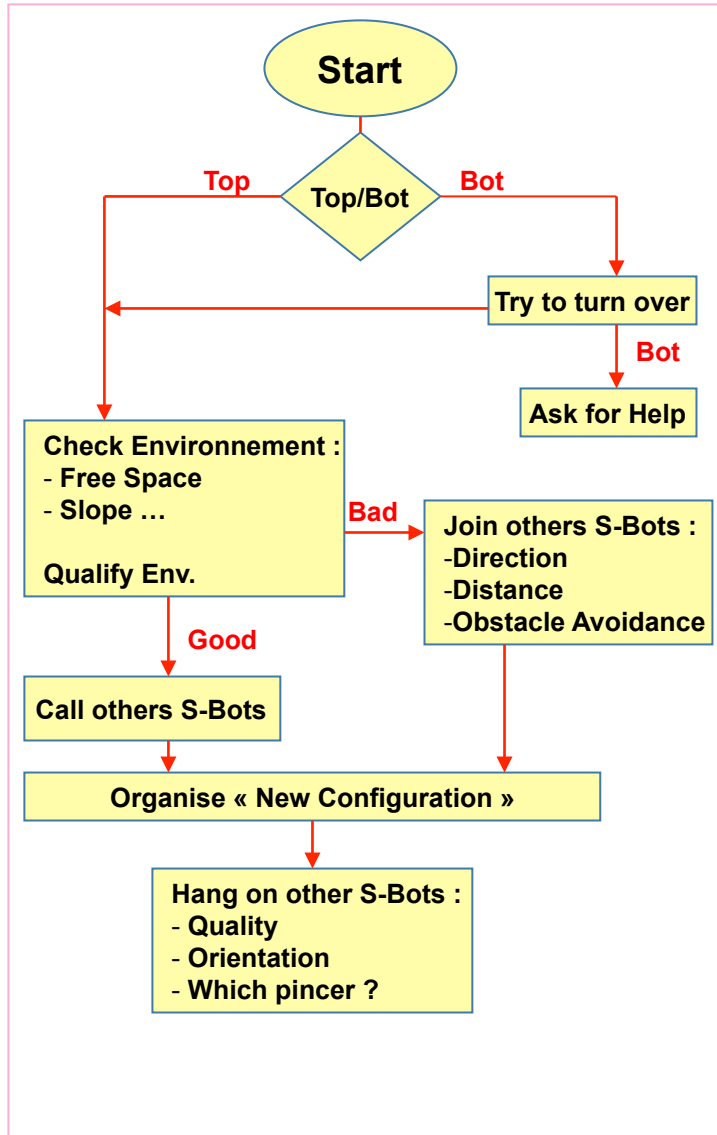 Start
Top/Bot
Top
Bot
Try to turn over
Bot
Ask for Help
Check Environnement :
- Free Space
- Slope …
Qualify Env.
Bad
Join others S-Bots :
-Direction
-Distance
-Obstacle Avoidance
Good
Call others S-Bots
Organise « New Configuration »
Hang on other S-Bots :
- Quality
- Orientation
- Which pincer ?